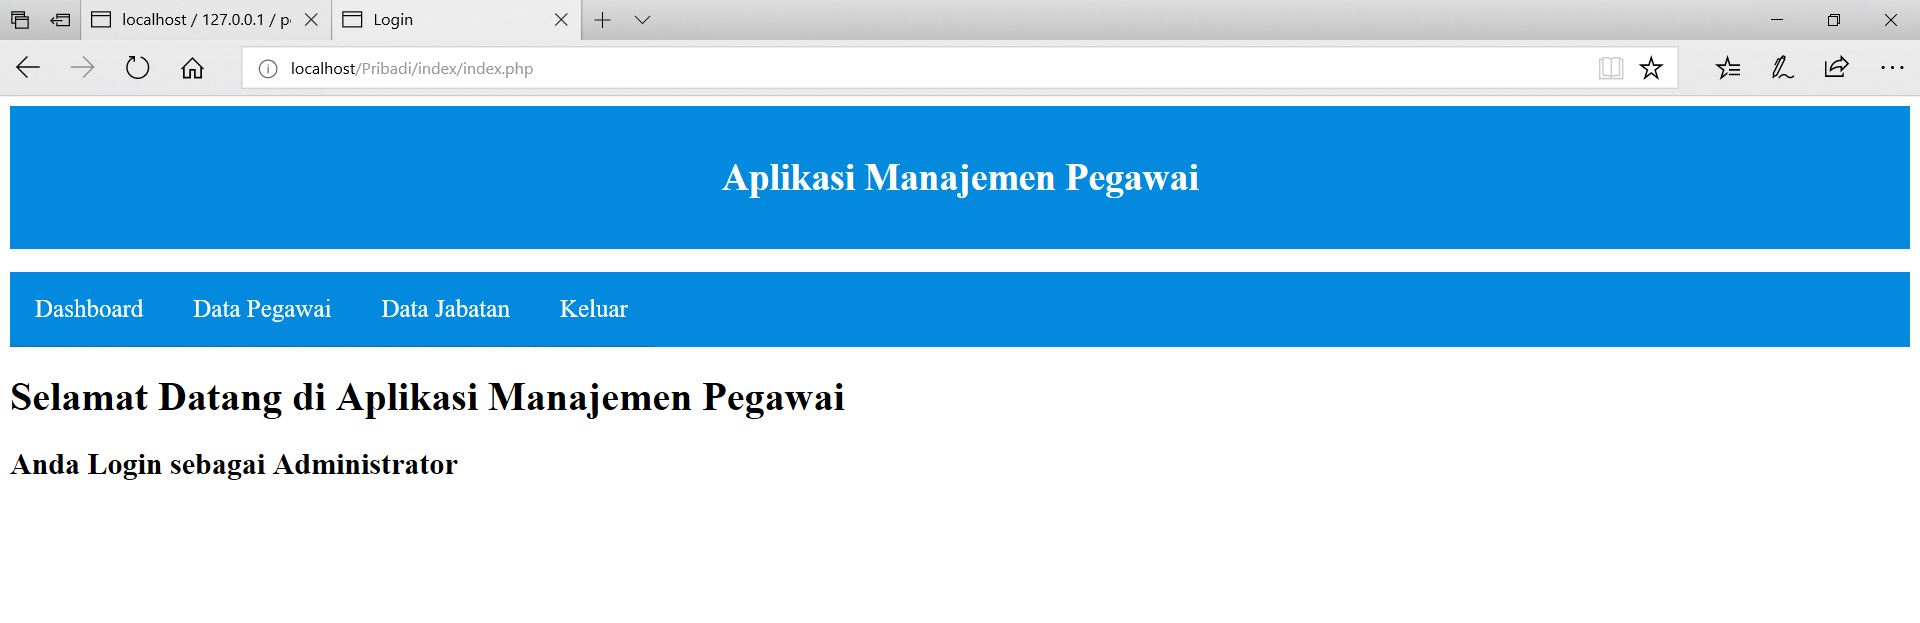 localhost / 127.0.0.1 / p
Login
localhost/Pribadi/index/index.php
Aplikasi Manajemen Pegawai
Dashboard Data Pegawai Data Jabatan Keluar
Selamat Datang di Aplikasi Manajemen Pegawai
Anda Login sebagai Administrator